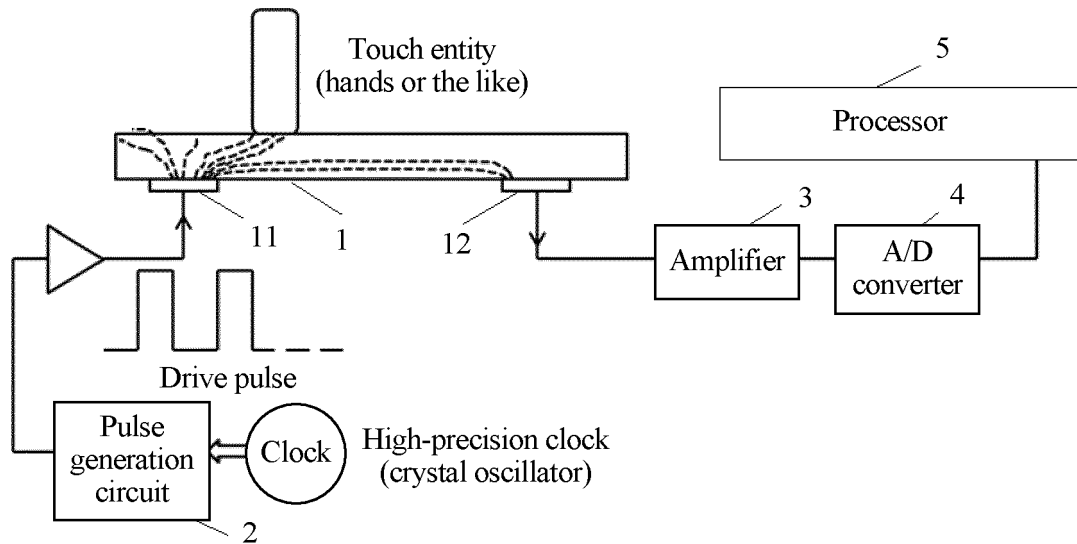 Touch entity
(hands or the like)
5
Processor
11
1
12
3
4
Amplifier
A/D
converter
Drive pulse
Pulse
generation
circuit
Clock
High-precision clock
(crystal oscillator)
2